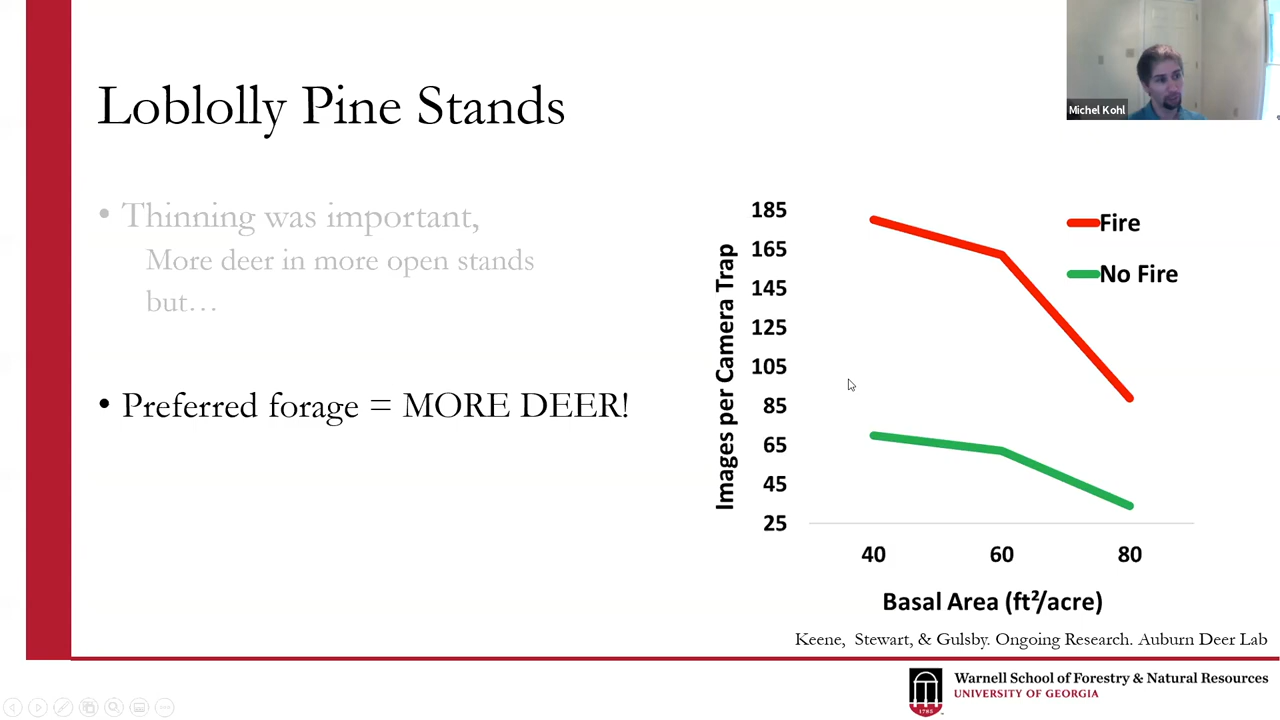 Michel Kohl
Loblolly Pine Stands
• Thinning was important,
More deer in more open stands
but…
• Preferred forage = MORE DEER!
Images per Camera Trap
185
165
145
125
105
85
65
45
25
40 60 80
Basal Area (ft²/acre)
Fire
No Fire
Keene, Stewart, & Gulsby. Ongoing Research. Auburn Deer Lab
1785
Warnell School of Forestry & Natural Resources
UNIVERSITY OF GEORGIA